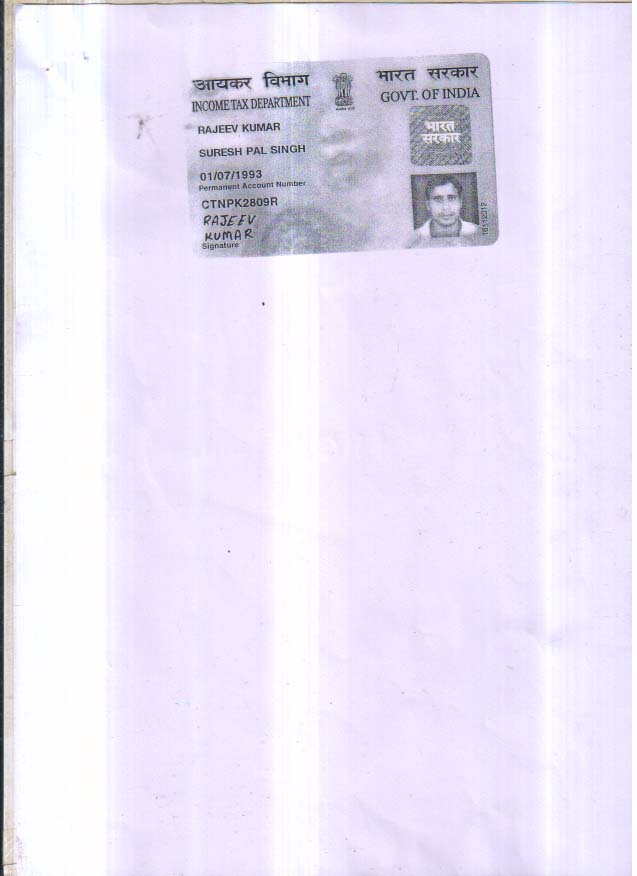 आयकर विभाग
INCOME TAX DEPARTMENT
भारत सरकार
GOVT. OF INDIA
RAJEEV KUMAR
SURESH PAL SINGH
01/07/1993
Permanent Account Number
CTNPK2809R
RAJEEV
KUMAR
Signature
भारत
सरकार
16112012